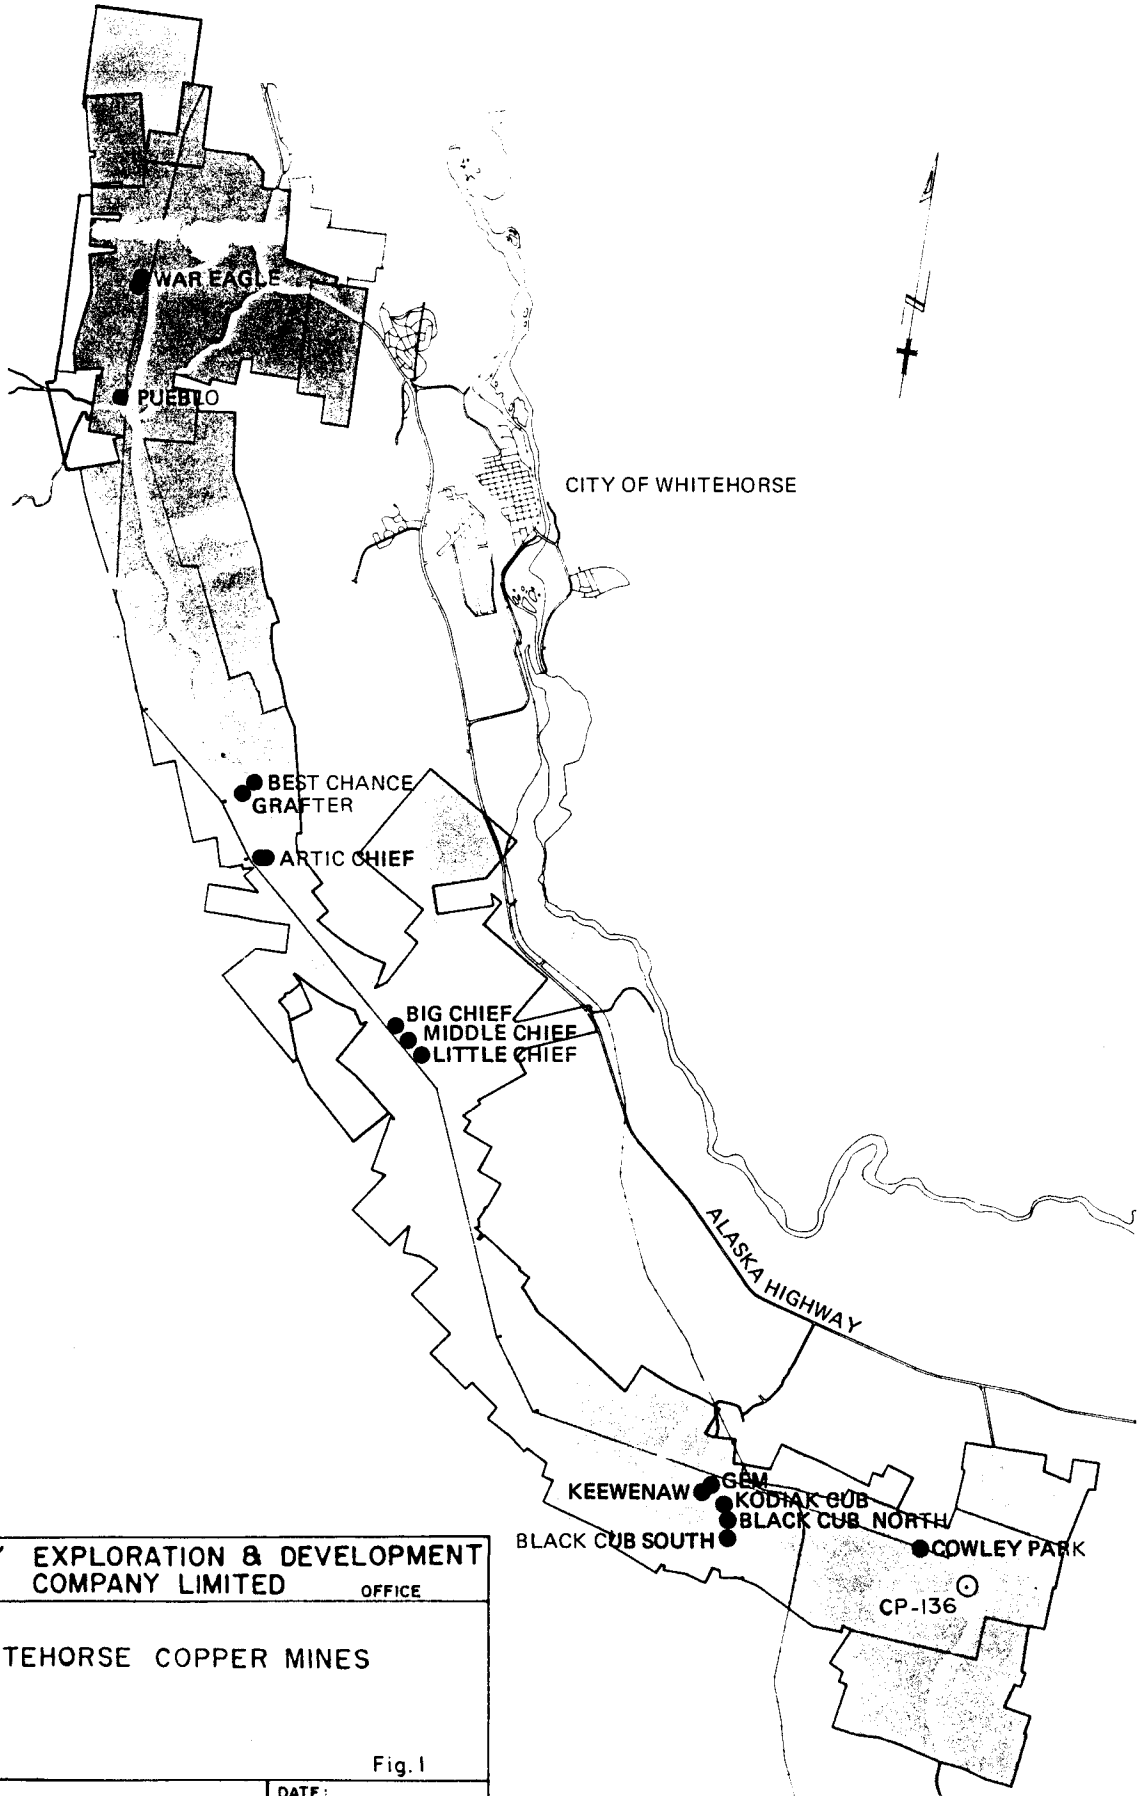 WAR EAGLE
PUEBLO
CITY OF WHITEHORSE
BEST CHANCE
GRAFTER
ARTIC CHIEF
BIG CHIEF
MIDDLE CHIEF
LITTLE CHIEF
ALASKA HIGHWAY
GEM
KEEWENAW
KODIAK CUB
BLACK CUB NORTH
BLACK CUB SOUTH
COWLEY PARK
CP-136
EXPLORATION & DEVELOPMENT
COMPANY LIMITED OFFICE
TEHORSE COPPER MINES
Fig. 1
DATE: